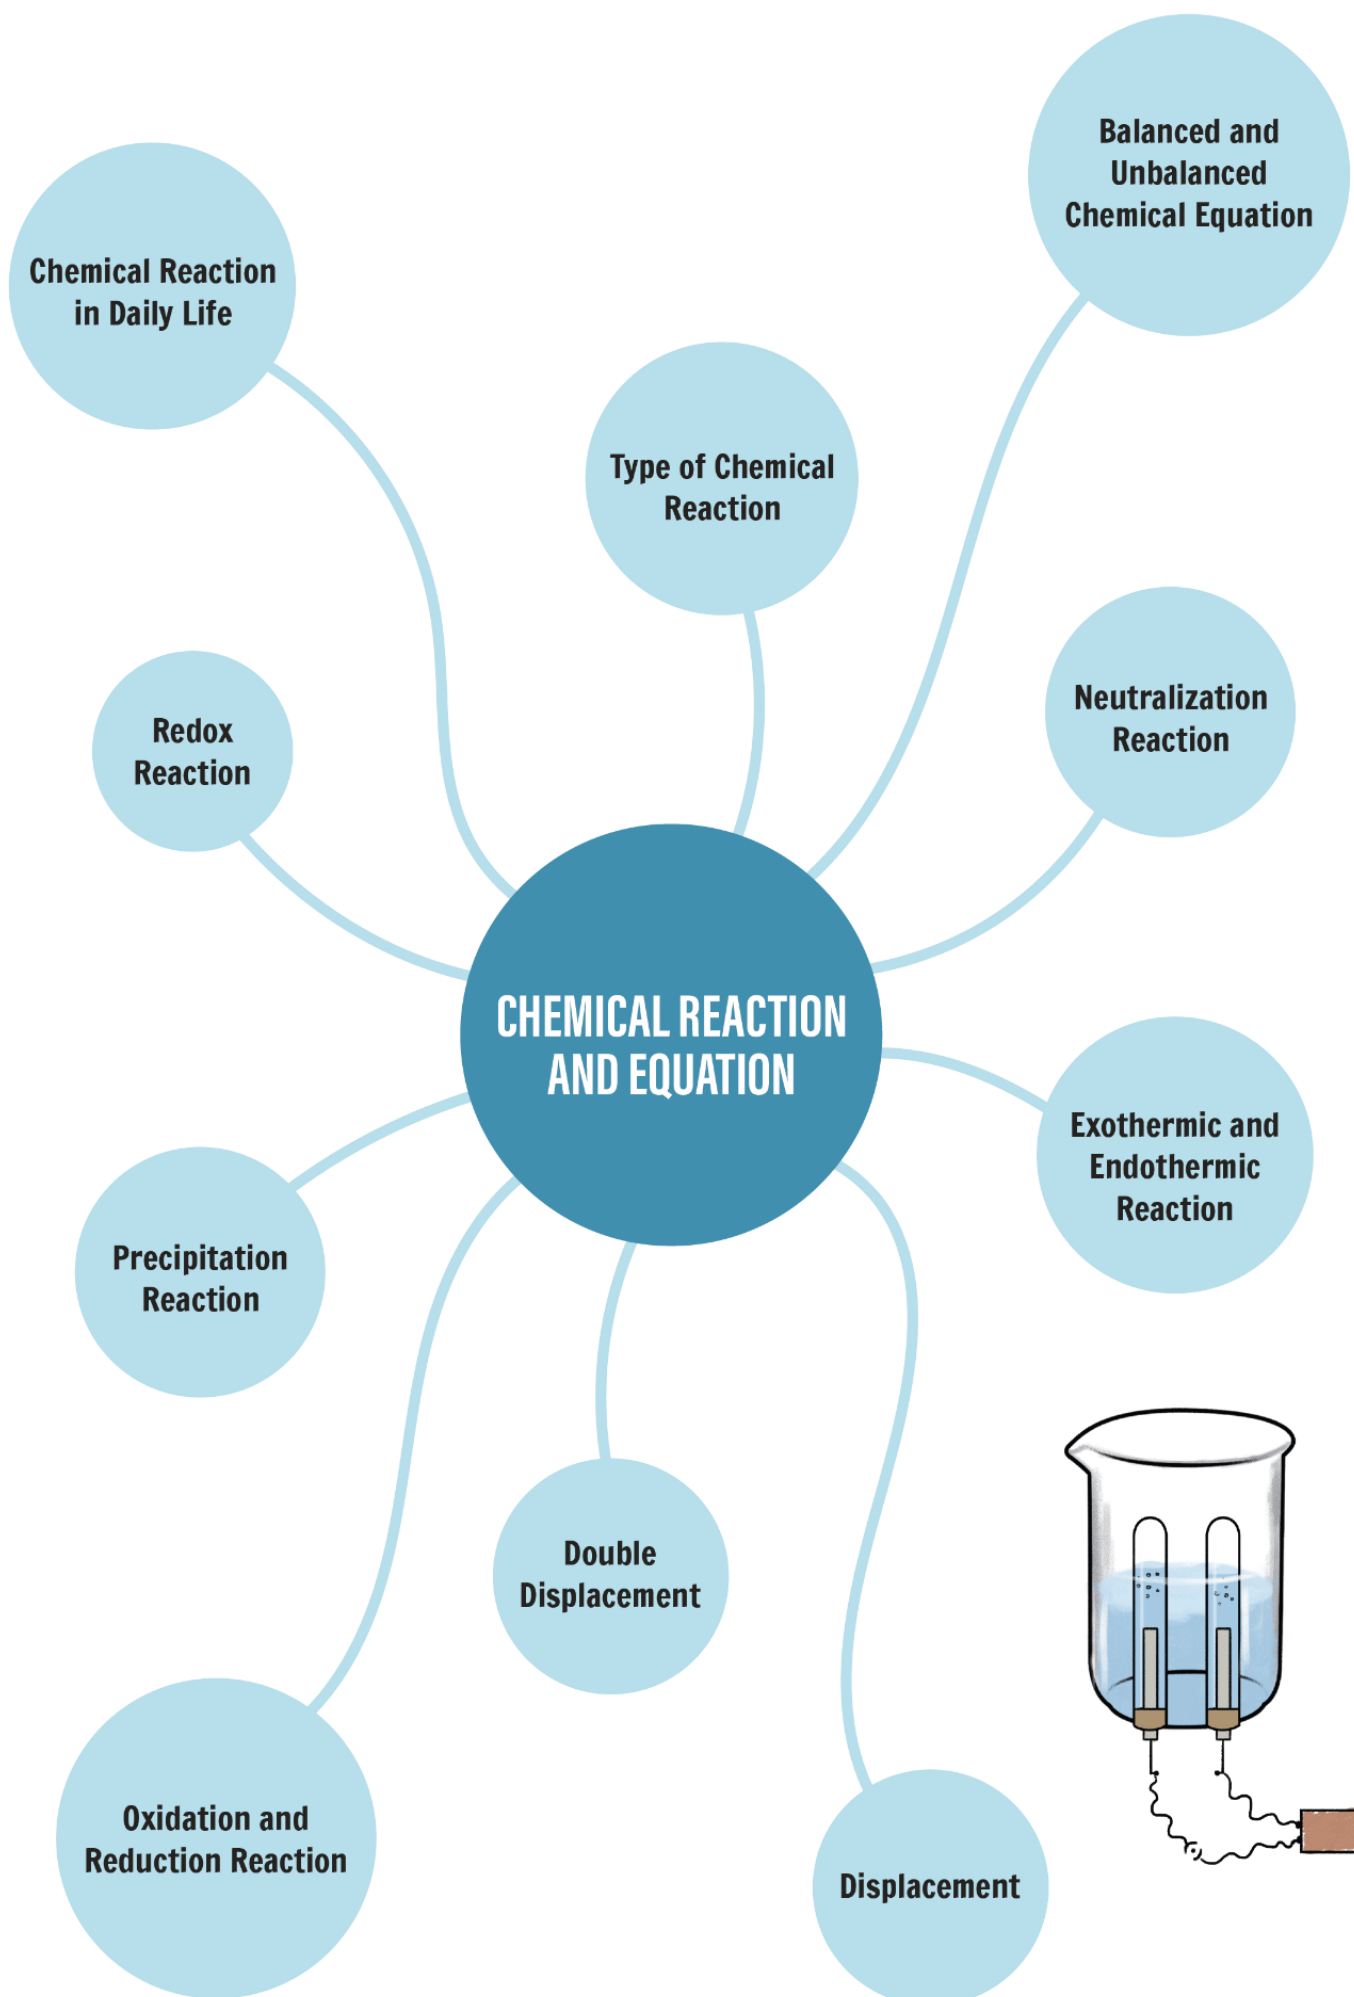 Balanced and
Unbalanced
Chemical Equation
Chemical Reaction
in Daily Life
Type of Chemical
Reaction
Neutralization
Reaction
Redox
Reaction
CHEMICAL REACTION
AND EQUATION
Exothermic and
Endothermic
Reaction
Precipitation
Reaction
Double
Displacement
Oxidation and
Reduction Reaction
Displacement